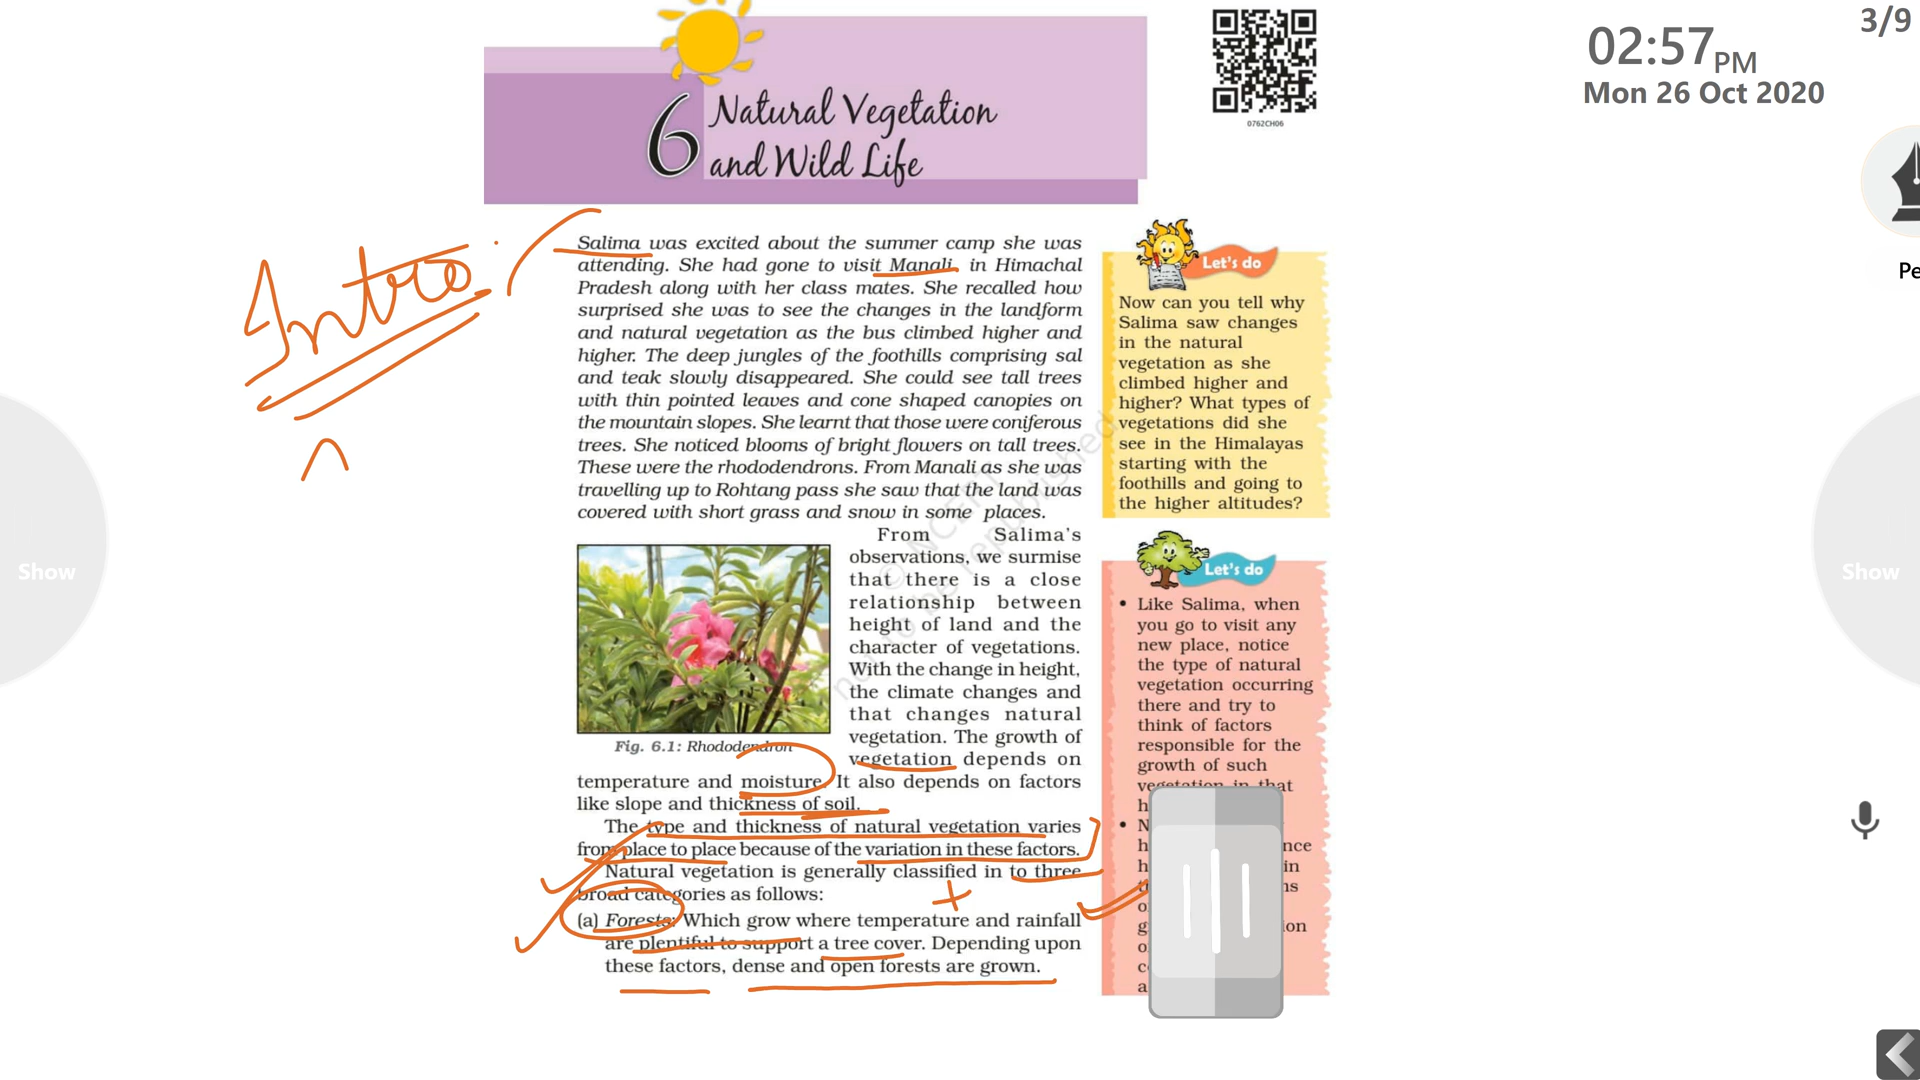 3/9
02:57PM
Mon 26 Oct 2020
0762CH06
6 Natural Vegetation
and Wild Life
Intro
Salima was excited about the summer camp she was
attending. She had gone to visit Manali in Himachal
Pradesh along with her class mates. She recalled how
surprised she was to see the changes in the landform
and natural vegetation as the bus climbed higher and
higher. The deep jungles of the foothills comprising sal
and teak slowly disappeared. She could see tall trees
with thin pointed leaves and cone shaped canopies on
the mountain slopes. She learnt that those were coniferous
trees. She noticed blooms of bright flowers on tall trees.
These were the rhododendrons. From Manali as she was
travelling up to Rohtang pass she saw that the land was
covered with short grass and snow in some places.
From Salima's
observations, we surmise
that there is a close
relationship between
height of land and the
character of vegetations.
With the change in height,
the climate changes and
that changes natural
vegetation. The growth of
vegetation depends on
Fig. 6.1: Rhododendron
temperature and moisture. It also depends on factors
like slope and thickness of soil.
The type and thickness of natural vegetation varies
from place to place because of the variation in these factors.
Natural vegetation is generally classified in to three
broad categories as follows:
(a) Forests: Which grow where temperature and rainfall
are plentiful to support a tree cover. Depending upon
these factors, dense and open forests are grown.
© NCERT
not to be republished
Let's do
Now can you tell why
Salima saw changes
in the natural
vegetation as she
climbed higher and
higher? What types of
vegetations did she
see in the Himalayas
starting with the
foothills and going to
the higher altitudes?
Let's do
• Like Salima, when
you go to visit any
new place, notice
the type of natural
vegetation occurring
there and try to
think of factors
responsible for the
growth of such
vegetation in that
Show
Show
Pe